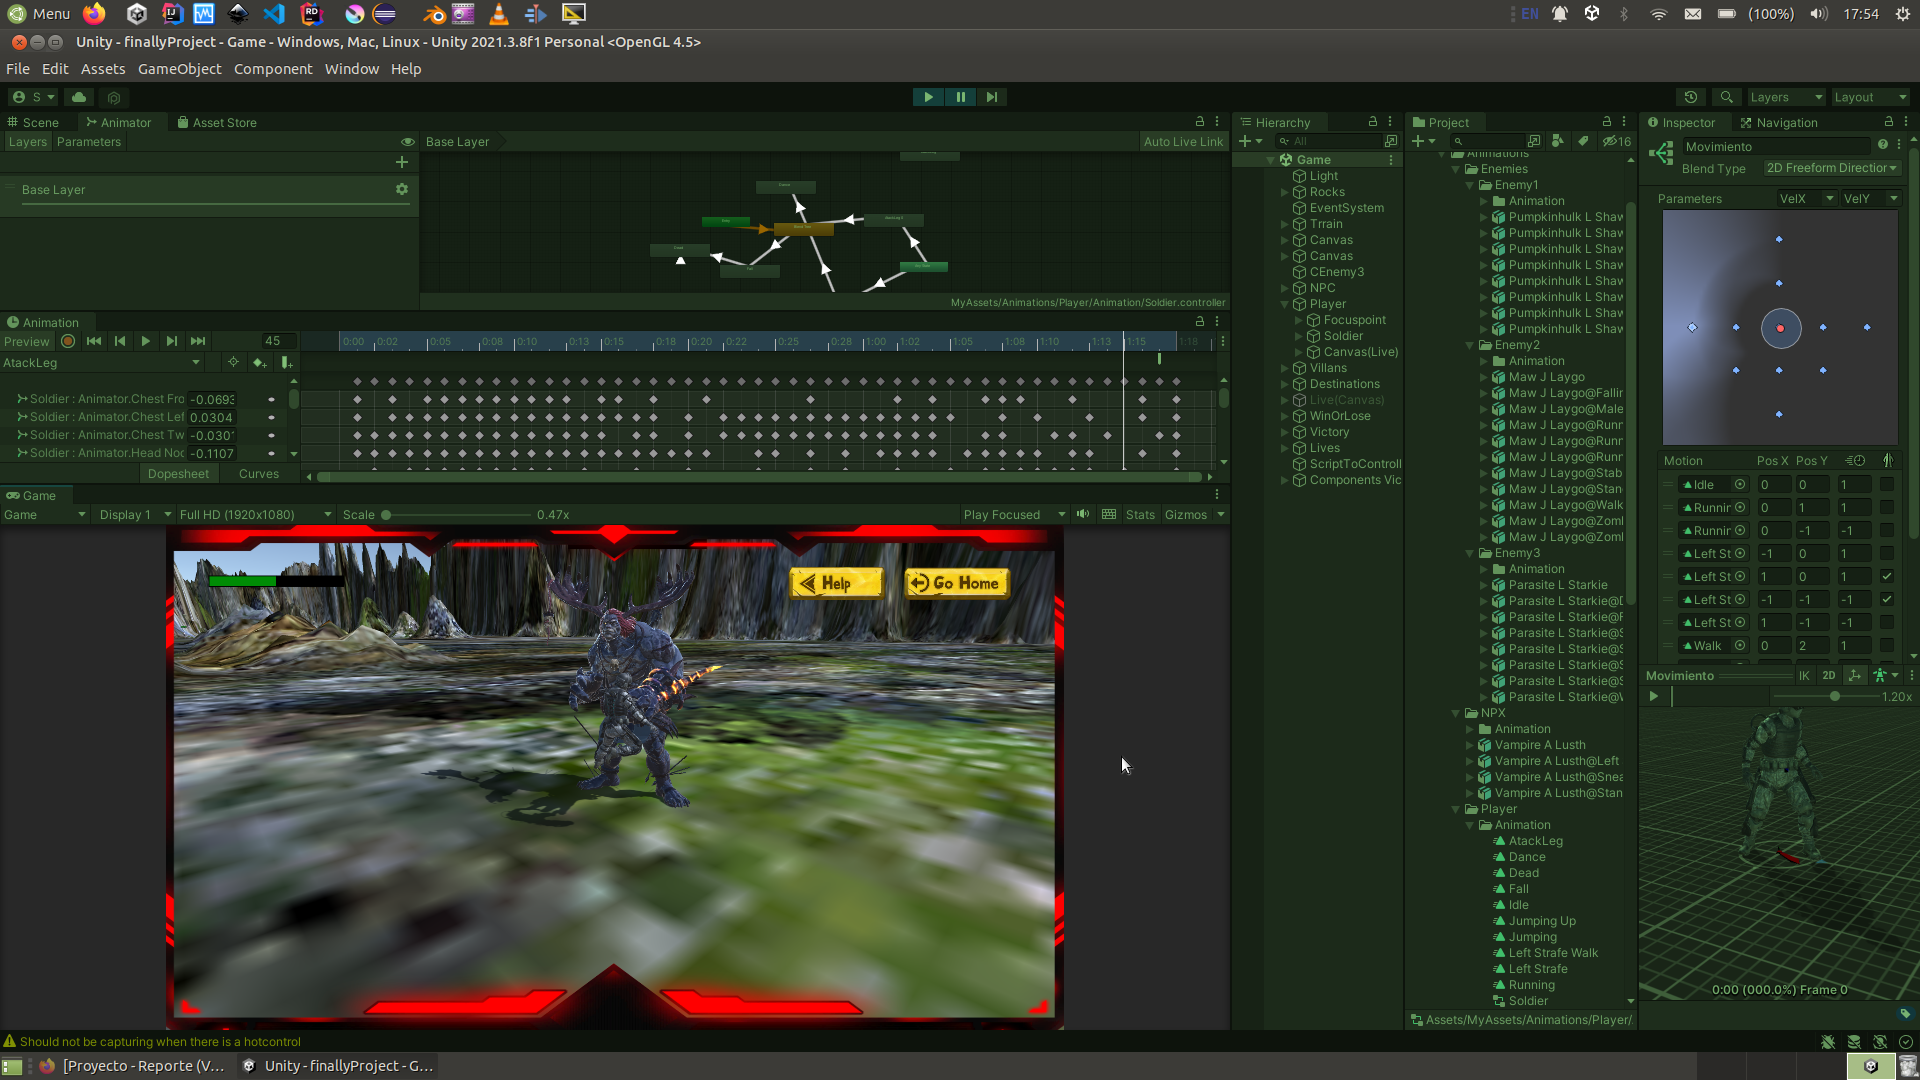 Menu
EN
(100%)
17:54
Unity - finallyProject - Game - Windows, Mac, Linux - Unity 2021.3.8f1 Personal <OpenGL 4.5>
File Edit Assets GameObject Component Window Help
S
Layers
Layout
Scene
Animator
Asset Store
Layers Parameters
Base Layer
Auto Live Link
Base Layer
MyAssets/Animations/Player/Animation/Soldier.controller
Animation
Preview
45
0:00 0:02 0:05 0:08 0:10 0:13 0:15 0:18 0:20 0:23 0:25 0:28 1:00 1:02 1:05 1:08 1:10 1:13 1:15 1:18
AtackLeg
Soldier : Animator.Chest Fro -0.0693
Soldier : Animator.Chest Lef 0.0304
Soldier : Animator.Chest Tw -0.030
Soldier : Animator.Head Noc -0.1107
Dopesheet Curves
Game
Game Display 1 Full HD (1920x1080) Scale 0.47x Play Focused Stats Gizmos
Help
Go Home
Hierarchy
All
Game
Light
Rocks
EventSystem
Trrain
Canvas
Canvas
CEnemy3
NPC
Player
Focuspoint
Soldier
Canvas(Live)
Villans
Destinations
Live(Canvas)
WinOrLose
Victory
Lives
ScriptToControll
Components Vic
Project
16
Animations
Enemies
Enemy1
Animation
Pumpkinhulk L Shaw
Pumpkinhulk L Shaw
Pumpkinhulk L Shaw
Pumpkinhulk L Shaw
Pumpkinhulk L Shaw
Pumpkinhulk L Shaw
Pumpkinhulk L Shaw
Pumpkinhulk L Shaw
Enemy2
Animation
Maw J Laygo
Maw J Laygo@Fallin
Maw J Laygo@Male
Maw J Laygo@Runn
Maw J Laygo@Runn
Maw J Laygo@Runn
Maw J Laygo@Stab
Maw J Laygo@Stan
Maw J Laygo@Walk
Maw J Laygo@Zoml
Maw J Laygo@Zoml
Enemy3
Animation
Parasite L Starkie
Parasite L Starkie@D
Parasite L Starkie@F
Parasite L Starkie@S
Parasite L Starkie@S
Parasite L Starkie@S
Parasite L Starkie@S
Parasite L Starkie@V
NPX
Animation
Vampire A Lusth
Vampire A Lusth@Left
Vampire A Lusth@Snea
Vampire A Lusth@Stan
Player
Animation
AtackLeg
Dance
Dead
Fall
Idle
Jumping Up
Jumping
Left Strafe Walk
Left Strafe
Running
Soldier
Assets/MyAssets/Animations/Player/
Inspector
Navigation
Movimiento
Blend Type 2D Freeform Direction
Parameters VelX VelY
Motion Pos X Pos Y
Idle 0 0 1
Runnin 0 1 1
Runnin 0 -1 -1
Left St -1 0 1
Left St 1 0 1
Left St -1 -1 -1
Left St 1 -1 -1
Walk 0 2 1
Movimiento IK 2D
1.20x
0:00 (000.0%) Frame 0
Should not be capturing when there is a hotcontrol
[Proyecto - Reporte (V...
Unity - finallyProject - G...